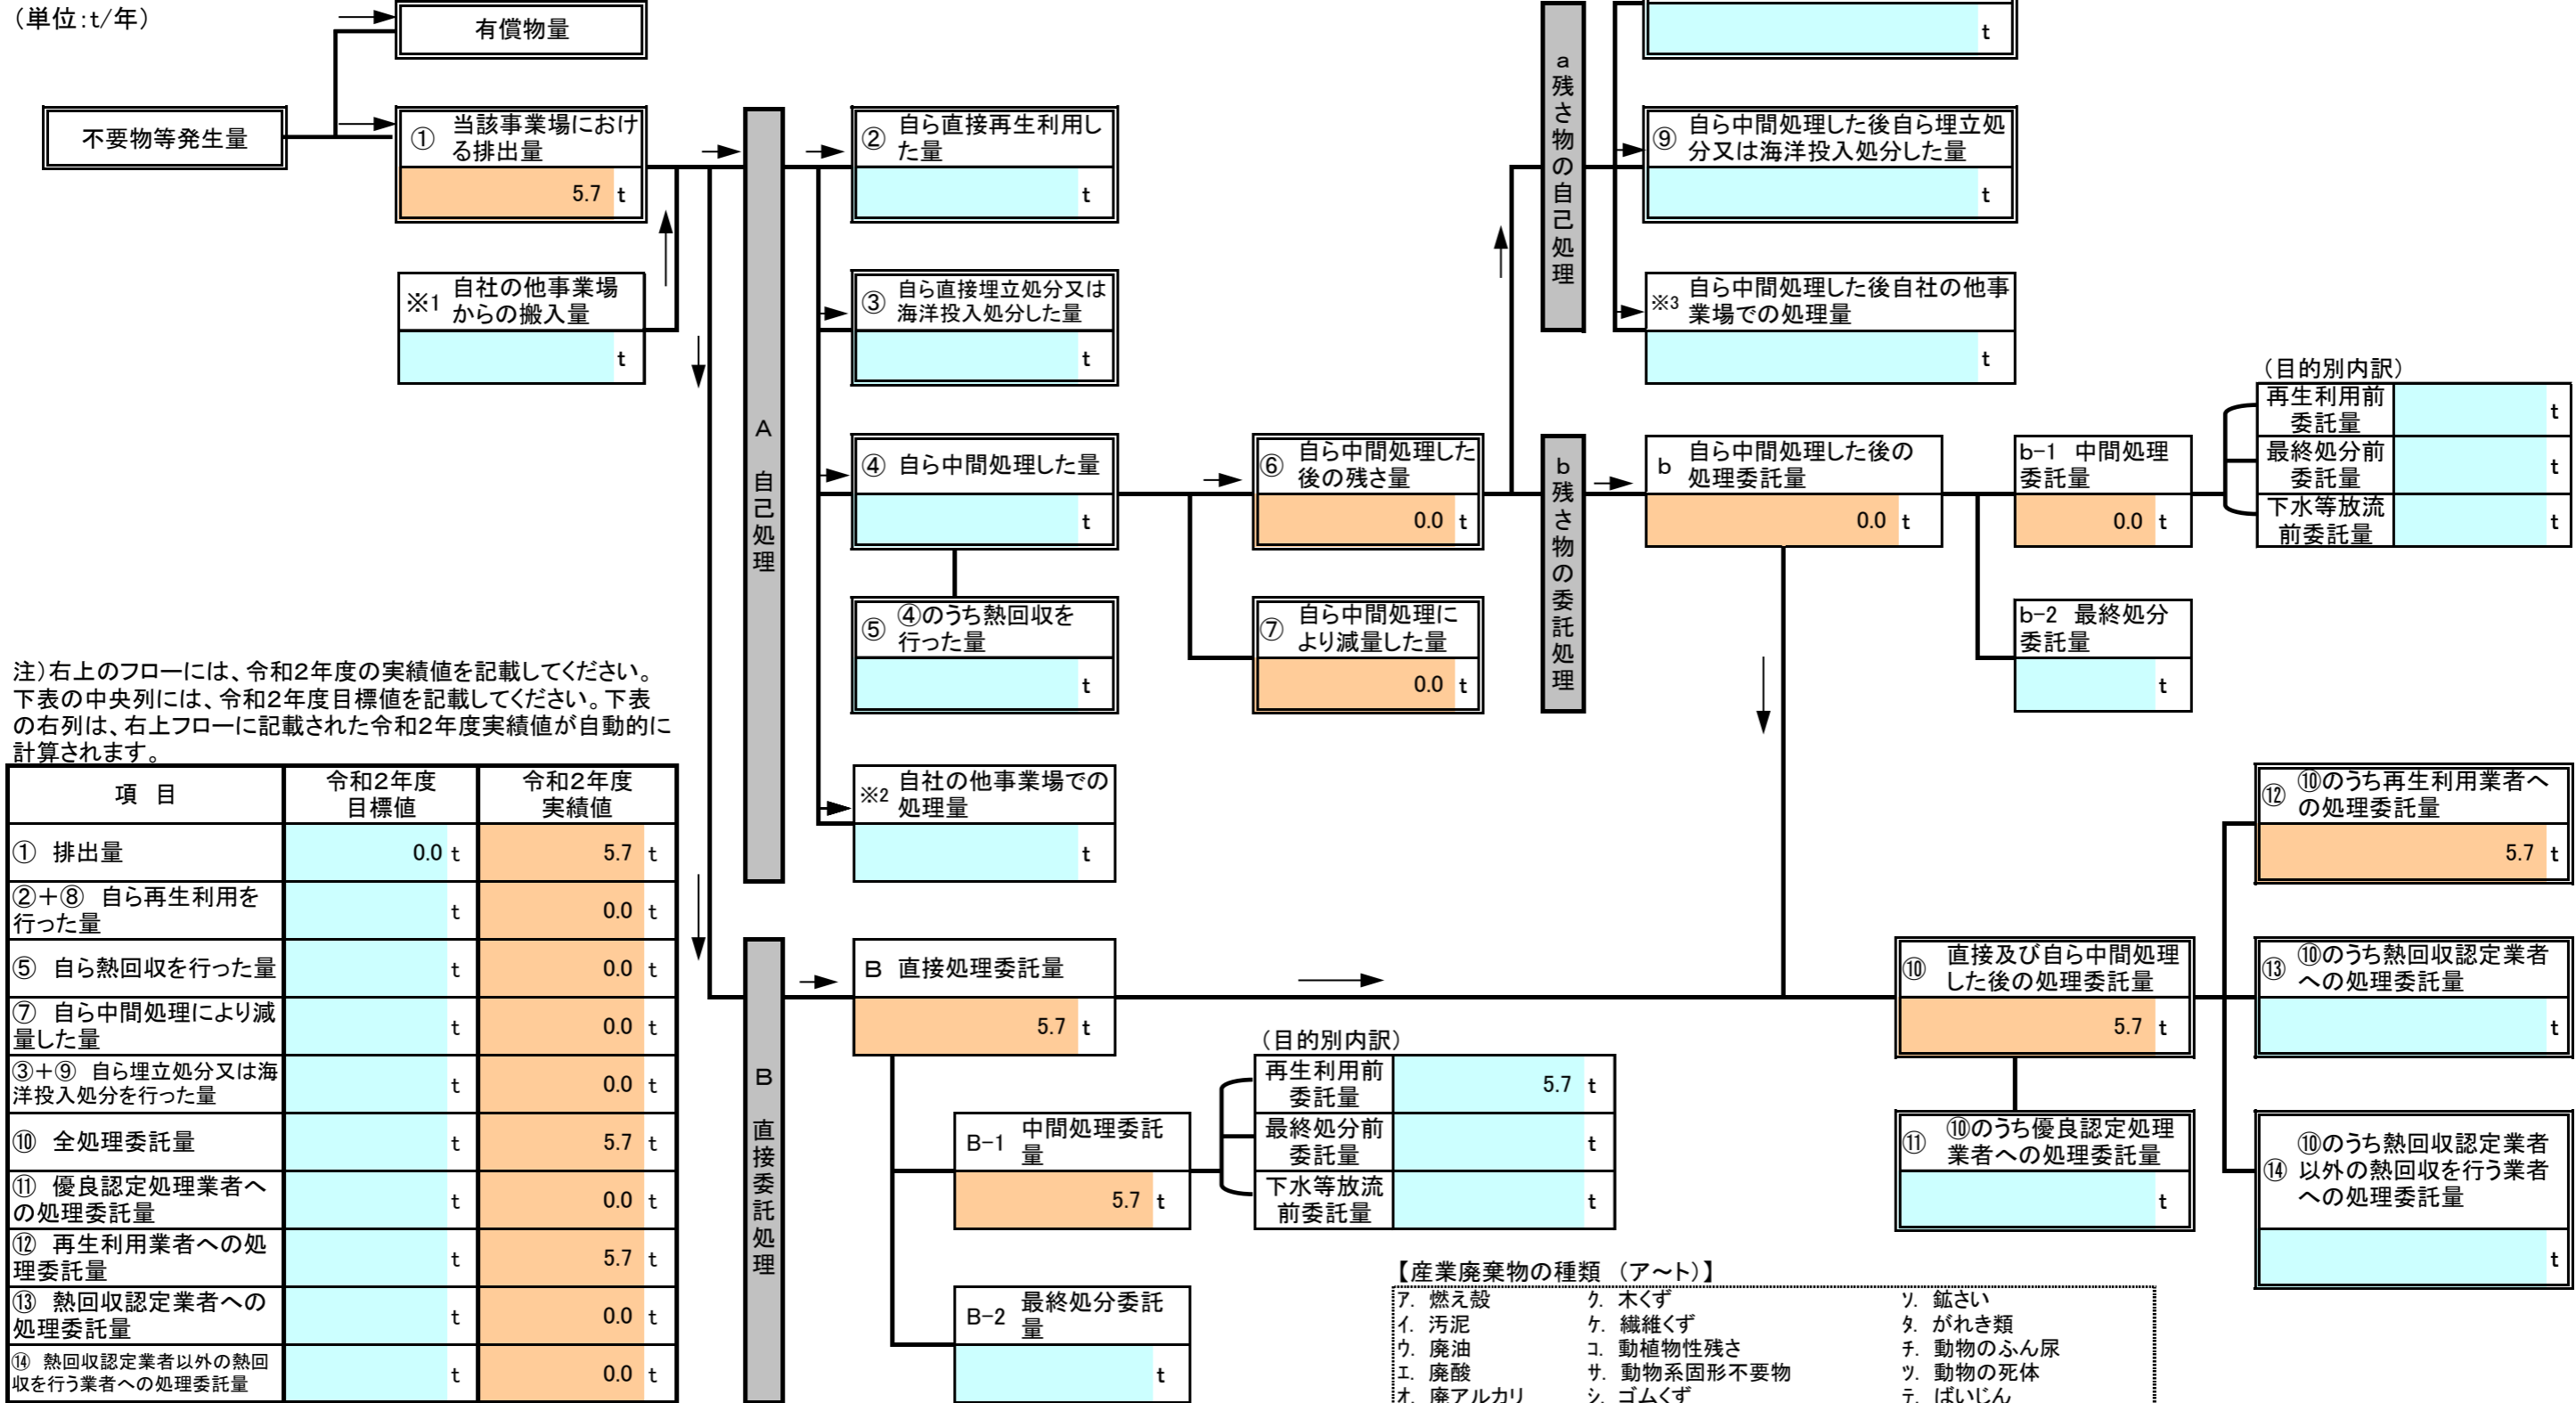 （単位:t/年）
有償物量
不要物等発生量
① 当該事業場におけ
る排出量
5.7 t
※1 自社の他事業場
からの搬入量
t
A 自己処理
② 自ら直接再生利用し
た量
t
③ 自ら直接埋立処分又は
海洋投入処分した量
t
④ 自ら中間処理した量
t
⑤ ④のうち熱回収を
行った量
t
※2 自社の他事業場での
処理量
t
⑥ 自ら中間処理した
後の残さ量
0.0 t
⑦ 自ら中間処理に
より減量した量
0.0 t
a 残さ物の自己処理
t
⑨ 自ら中間処理した後自ら埋立処
分又は海洋投入処分した量
t
※3 自ら中間処理した後自社の他事
業場での処理量
t
b 残さ物の委託処理
b 自ら中間処理した後の
処理委託量
0.0 t
b-1 中間処理
委託量
0.0 t
b-2 最終処分
委託量
t
（目的別内訳）
再生利用前
委託量
t
最終処分前
委託量
t
下水等放流
前委託量
t
注）右上のフローには、令和２年度の実績値を記載してください。
下表の中央列には、令和２年度目標値を記載してください。下表
の右列は、右上フローに記載された令和２年度実績値が自動的に
計算されます。
項 目
令和２年度
目標値
令和２年度
実績値
① 排出量 0.0 t 5.7 t
②＋⑧ 自ら再生利用を
行った量
t 0.0 t
⑤ 自ら熱回収を行った量 t 0.0 t
⑦ 自ら中間処理により減
量した量
t 0.0 t
③＋⑨ 自ら埋立処分又は海
洋投入処分を行った量
t 0.0 t
⑩ 全処理委託量 t 5.7 t
⑪ 優良認定処理業者へ
の処理委託量
t 0.0 t
⑫ 再生利用業者への処
理委託量
t 5.7 t
⑬ 熱回収認定業者への
処理委託量
t 0.0 t
⑭ 熱回収認定業者以外の熱回
収を行う業者への処理委託量
t 0.0 t
B 直接委託処理
B 直接処理委託量
5.7 t
B-1 中間処理委託
量
5.7 t
B-2 最終処分委託
量
t
（目的別内訳）
再生利用前
委託量
5.7 t
最終処分前
委託量
t
下水等放流
前委託量
t
⑩ 直接及び自ら中間処理
した後の処理委託量
5.7 t
⑪ ⑩のうち優良認定処理
業者への処理委託量
t
⑫ ⑩のうち再生利用業者へ
の処理委託量
5.7 t
⑬ ⑩のうち熱回収認定業者
への処理委託量
t
⑭ ⑩のうち熱回収認定業者
以外の熱回収を行う業者
への処理委託量
t
【産業廃棄物の種類 （ア～ト）】
ｱ. 燃え殻 ｸ. 木くず ｿ. 鉱さい
ｲ. 汚泥 ｹ. 繊維くず ﾀ. がれき類
ｳ. 廃油 ｺ. 動植物性残さ ﾁ. 動物のふん尿
ｴ. 廃酸 ｻ. 動物系固形不要物 ﾂ. 動物の死体
ｵ. 廃アルカリ ｼ. ゴムくず ﾃ. ばいじん